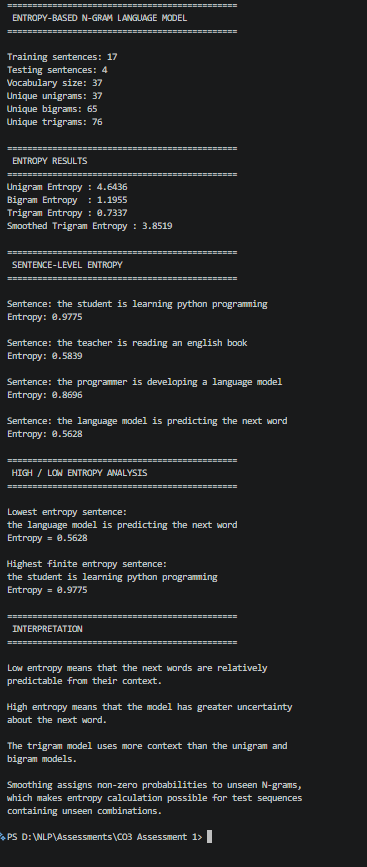 ==============================================
ENTROPY-BASED N-GRAM LANGUAGE MODEL
==============================================
Training sentences: 17
Testing sentences: 4
Vocabulary size: 37
Unique unigrams: 37
Unique bigrams: 65
Unique trigrams: 76
==============================================
ENTROPY RESULTS
==============================================
Unigram Entropy : 4.6436
Bigram Entropy  : 1.1955
Trigram Entropy : 0.7337
Smoothed Trigram Entropy : 3.8519
==============================================
SENTENCE-LEVEL ENTROPY
==============================================
Sentence: the student is learning python programming
Entropy: 0.9775
Sentence: the teacher is reading an english book
Entropy: 0.5839
Sentence: the programmer is developing a language model
Entropy: 0.8696
Sentence: the language model is predicting the next word
Entropy: 0.5628
==============================================
HIGH / LOW ENTROPY ANALYSIS
==============================================
Lowest entropy sentence:
the language model is predicting the next word
Entropy = 0.5628
Highest finite entropy sentence:
the student is learning python programming
Entropy = 0.9775
==============================================
INTERPRETATION
==============================================
Low entropy means that the next words are relatively
predictable from their context.
High entropy means that the model has greater uncertainty
about the next word.
The trigram model uses more context than the unigram and
bigram models.
Smoothing assigns non-zero probabilities to unseen N-grams,
which makes entropy calculation possible for test sequences
containing unseen combinations.
PS D:\NLP\Assessments\CO3 Assessment 1>